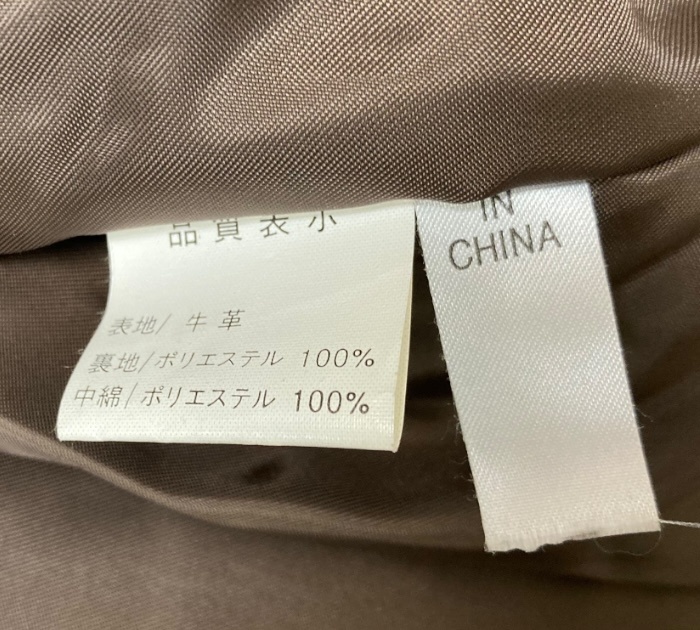 品質表示
表地/ 牛革
裏地/ポリエステル 100%
中綿/ポリエステル 100%
IN
CHINA